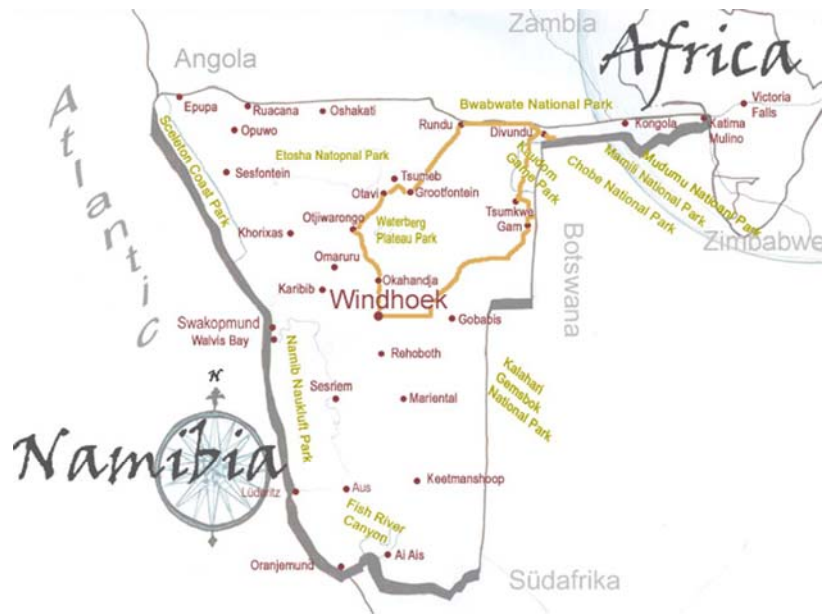 Zambia
Africa
Angola
Atlantic
Epupa
Ruacana
Oshakati
Bwabwate National Park
Victoria
Falls
Opuwo
Rundu
Divundu
Kongola
Katima
Mulino
Sceleton Coast Park
Etosha Natopnal Park
Kaudom
Game Park
Chobe National Park
Mamili National Park
Mudumu Natioan Park
Sesfontein
Tsumeb
Otavi
Grootfontein
Tsumkwe
Otjiwarongo
Waterberg
Plateau Park
Gam
Khorixas
Botswana
Zimbabwe
Omaruru
Okahandja
Karibib
Windhoek
Gobabis
Swakopmund
Walvis Bay
Rehoboth
Namib Naukluft Park
Kalahari
Gemsbok
National Park
N
Sesriem
Mariental
Namibia
Keetmanshoop
Lüderitz
Aus
Fish River
Canyon
Ai Ais
Oranjemund
Südafrika